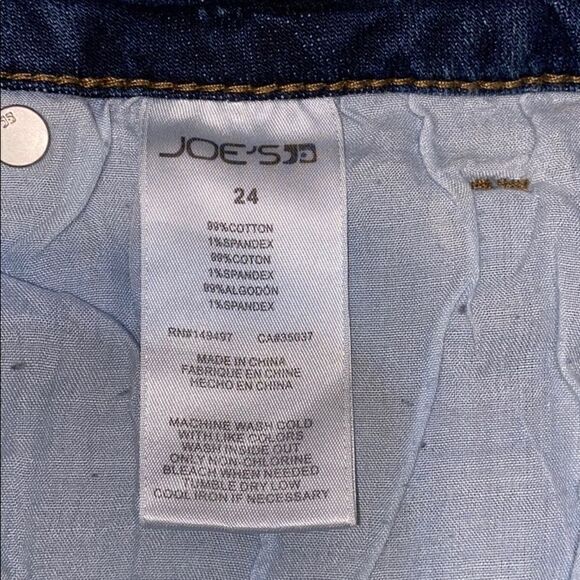 JOE'S
24
99%COTTON
1%SPANDEX
99%COTON
1%SPANDEX
99%ALGODÓN
1%SPANDEX
RN#149497 CA#35037
MADE IN CHINA
FABRIQUE EN CHINE
HECHO EN CHINA
MACHINE WASH COLD
WITH LIKE COLORS
WASH INSIDE OUT
ONLY NON-CHLORINE
BLEACH WHEN NEEDED
TUMBLE DRY LOW
COOL IRON IF NECESSARY